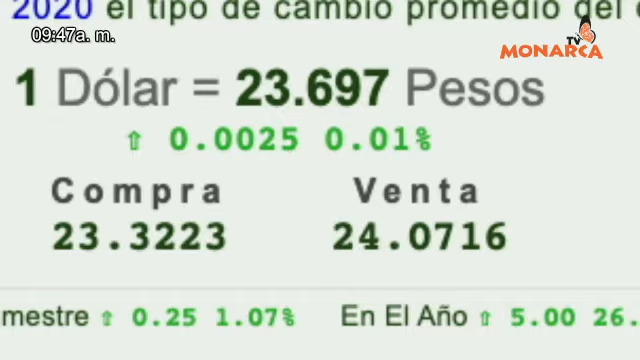 2020 el tipo de cambio promedio del
09:47a. m.
TV
MONARCA
1 Dólar = 23.697 Pesos
⇧ 0.0025 0.01%
Compra Venta
23.3223 24.0716
mestre ⇧ 0.25 1.07% En El Año ⇧ 5.00 26.